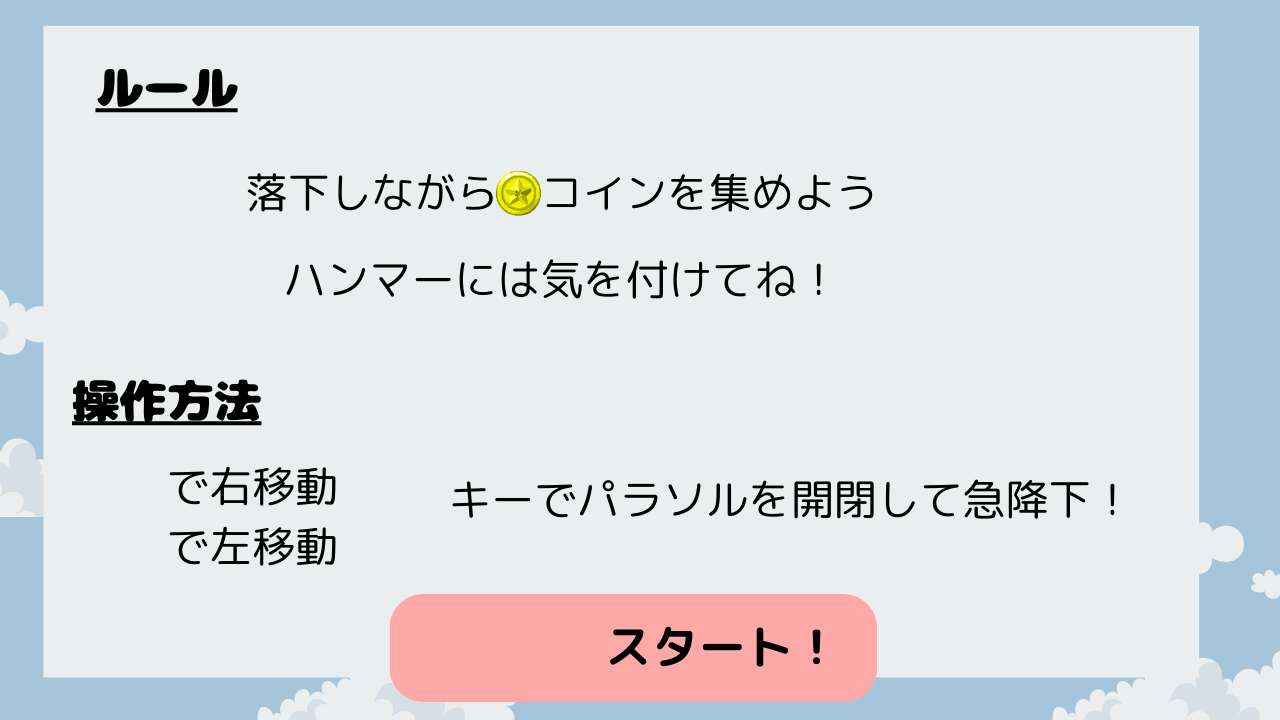 ルール
落下しながらコインを集めよう
ハンマーには気を付けてね！
操作方法
で右移動
で左移動
キーでパラソルを開閉して急降下！
スタート！